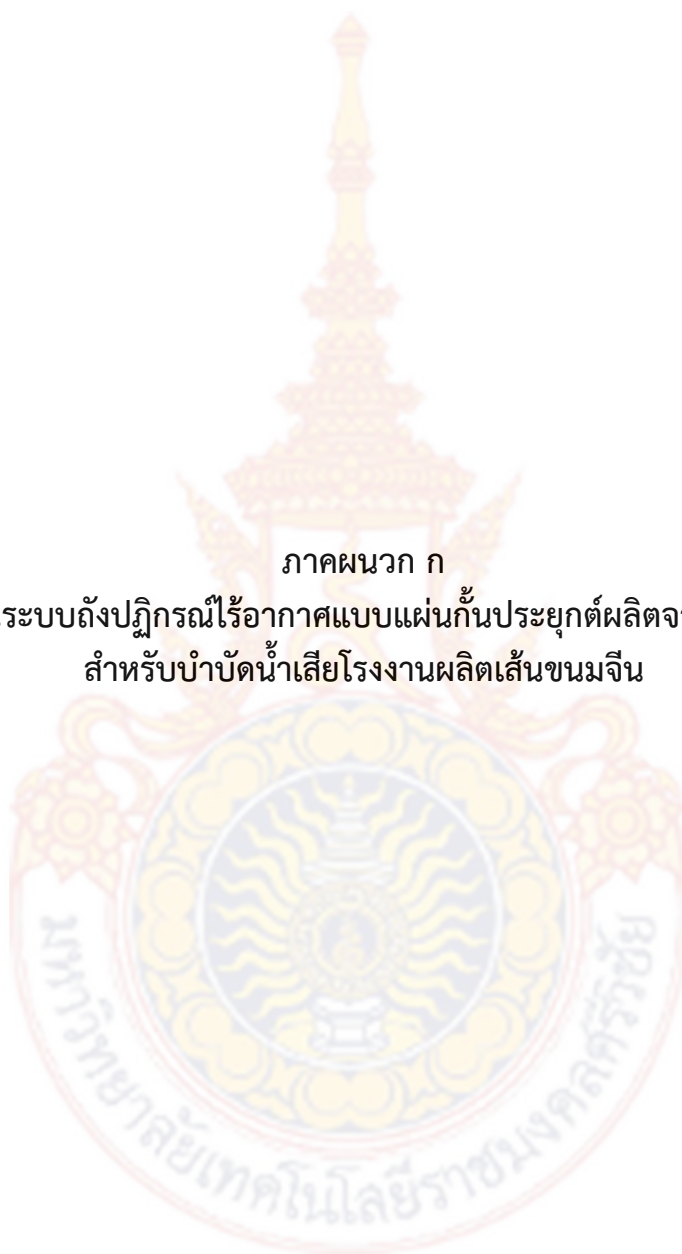 ภาคผนวก ก
ระบบถังปฏิกรณ์ไร้อากาศแบบแผ่นกั้นประยุกต์ผลิตจ
สำหรับบำบัดน้ำเสียโรงงานผลิตเส้นขนมจีน
มหาวิทยาลัยเทคโนโลยีราชมงคลศรีวิชัย